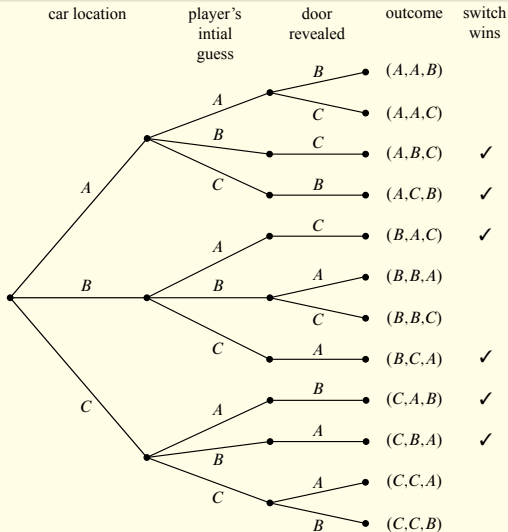 car location
player's
intial
guess
door
revealed
outcome
switch
wins
A
B
C
A
B
C
A
B
C
A
B
C
B
C
C
B
C
A
C
A
B
A
A
B
(A,A,B)
(A,A,C)
(A,B,C) ✓
(A,C,B) ✓
(B,A,C) ✓
(B,B,A)
(B,B,C)
(B,C,A) ✓
(C,A,B) ✓
(C,B,A) ✓
(C,C,A)
(C,C,B)